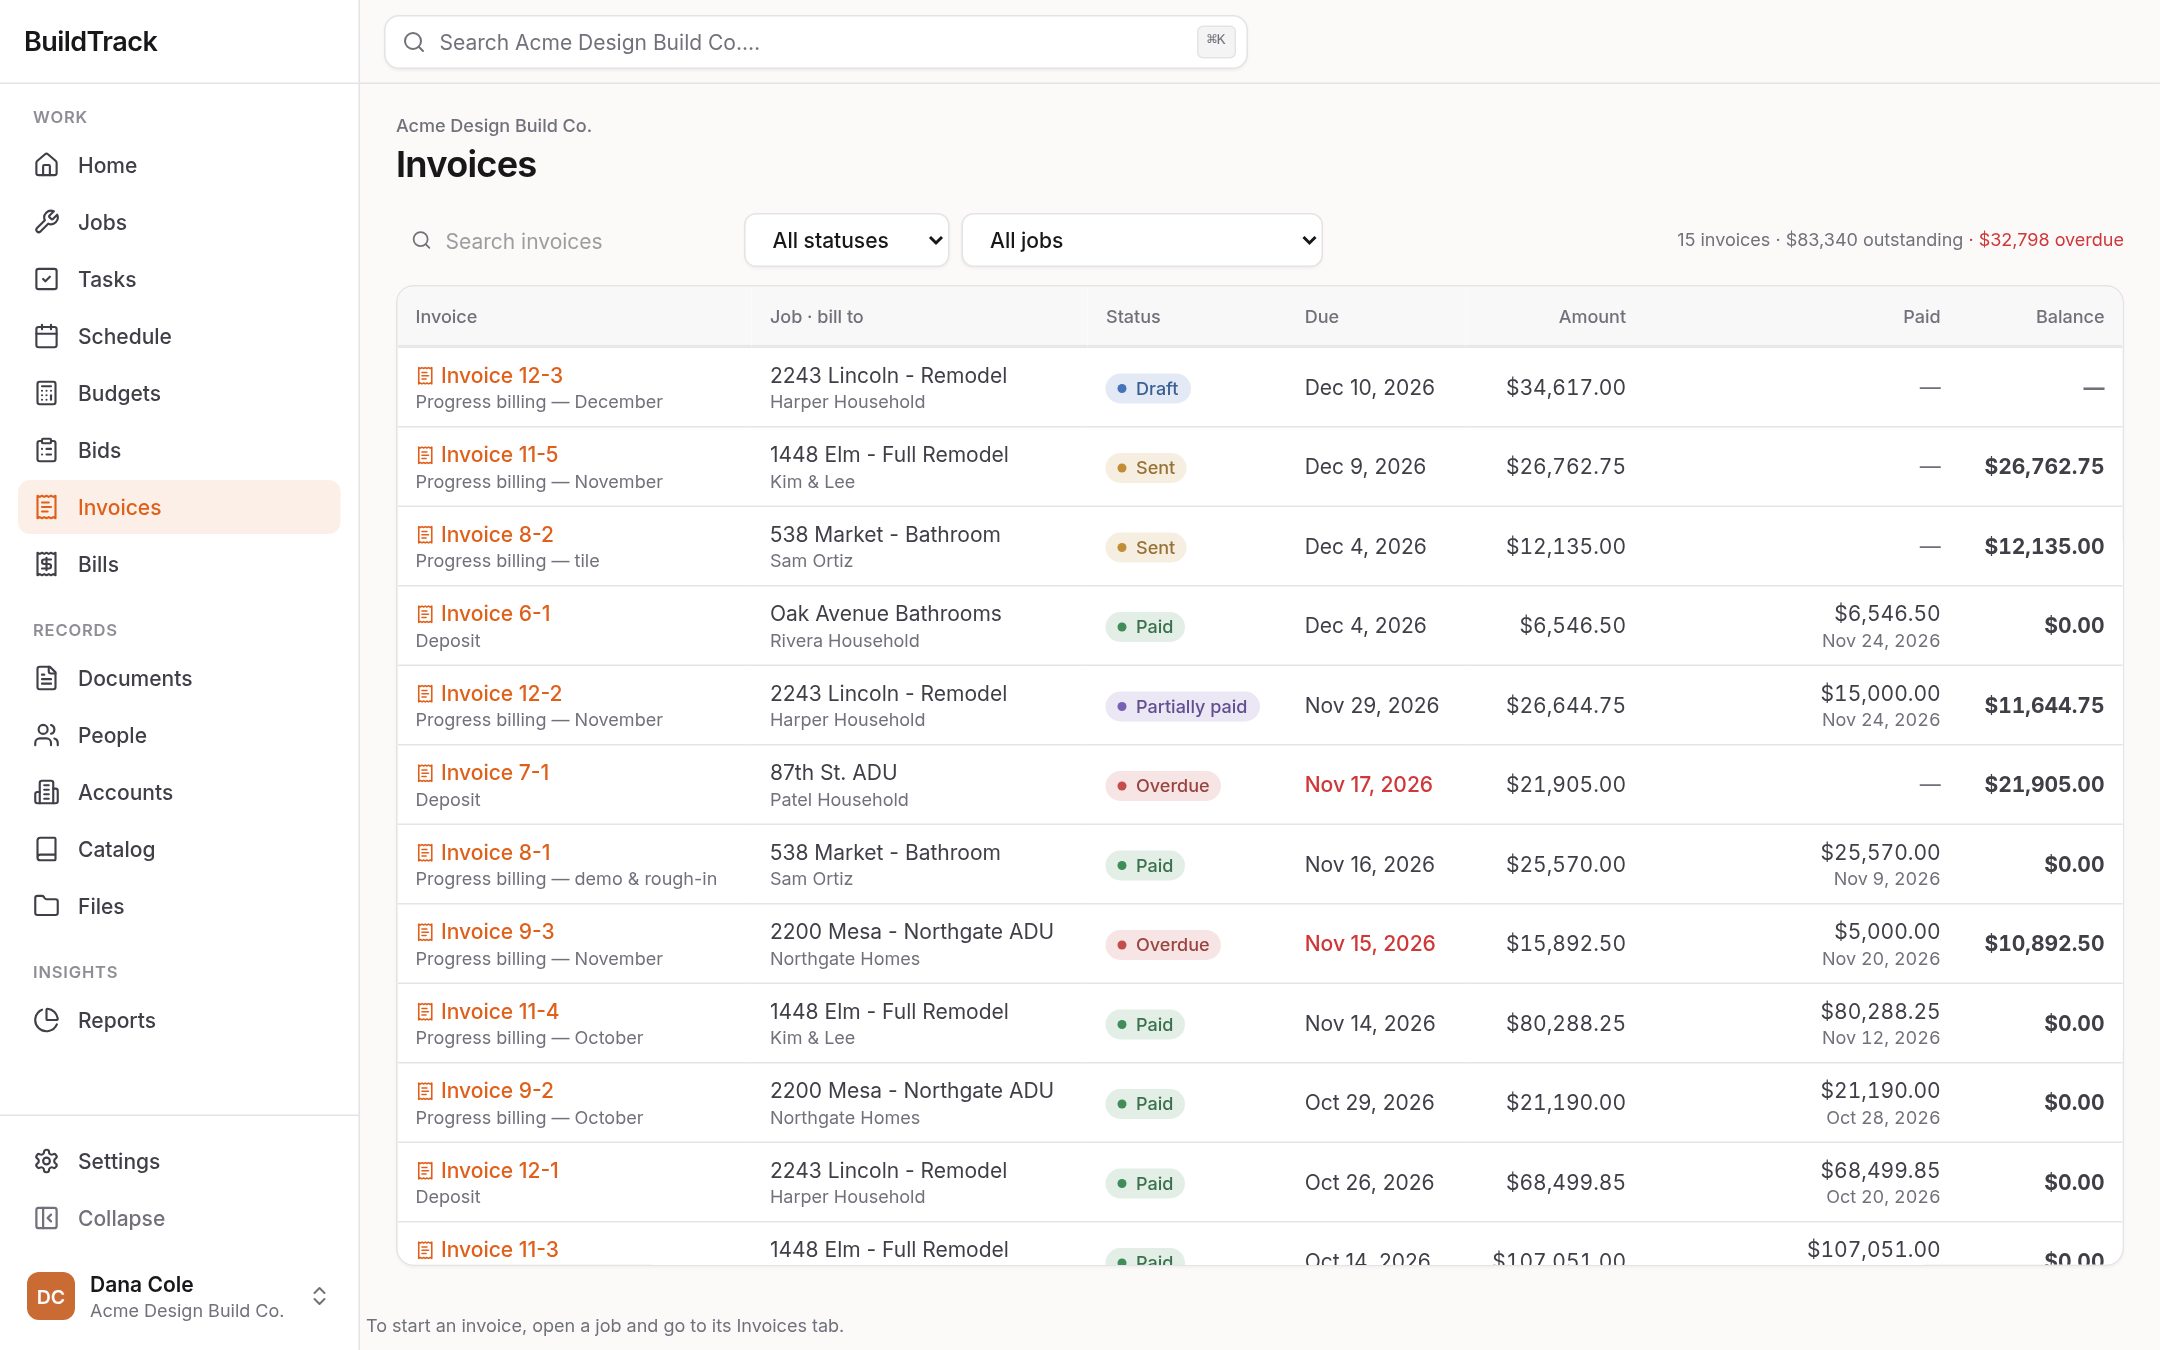 BuildTrack
Search Acme Design Build Co....
⌘K
WORK
Home
Jobs
Tasks
Schedule
Budgets
Bids
Invoices
Bills
RECORDS
Documents
People
Accounts
Catalog
Files
INSIGHTS
Reports
Settings
Collapse
DC
Dana Cole
Acme Design Build Co.
Acme Design Build Co.
Invoices
Search invoices
All statuses
All jobs
15 invoices · $83,340 outstanding · $32,798 overdue
Invoice Job · bill to Status Due Amount Paid Balance
Invoice 12-3 2243 Lincoln - Remodel Draft Dec 10, 2026 $34,617.00 — —
Progress billing — December Harper Household
Invoice 11-5 1448 Elm - Full Remodel Sent Dec 9, 2026 $26,762.75 — $26,762.75
Progress billing — November Kim & Lee
Invoice 8-2 538 Market - Bathroom Sent Dec 4, 2026 $12,135.00 — $12,135.00
Progress billing — tile Sam Ortiz
Invoice 6-1 Oak Avenue Bathrooms Paid Dec 4, 2026 $6,546.50 $6,546.50 $0.00
Deposit Rivera Household Nov 24, 2026
Invoice 12-2 2243 Lincoln - Remodel Partially paid Nov 29, 2026 $26,644.75 $15,000.00 $11,644.75
Progress billing — November Harper Household Nov 24, 2026
Invoice 7-1 87th St. ADU Overdue Nov 17, 2026 $21,905.00 — $21,905.00
Deposit Patel Household
Invoice 8-1 538 Market - Bathroom Paid Nov 16, 2026 $25,570.00 $25,570.00 $0.00
Progress billing — demo & rough-in Sam Ortiz Nov 9, 2026
Invoice 9-3 2200 Mesa - Northgate ADU Overdue Nov 15, 2026 $15,892.50 $5,000.00 $10,892.50
Progress billing — November Northgate Homes Nov 20, 2026
Invoice 11-4 1448 Elm - Full Remodel Paid Nov 14, 2026 $80,288.25 $80,288.25 $0.00
Progress billing — October Kim & Lee Nov 12, 2026
Invoice 9-2 2200 Mesa - Northgate ADU Paid Oct 29, 2026 $21,190.00 $21,190.00 $0.00
Progress billing — October Northgate Homes Oct 28, 2026
Invoice 12-1 2243 Lincoln - Remodel Paid Oct 26, 2026 $68,499.85 $68,499.85 $0.00
Deposit Harper Household Oct 20, 2026
Invoice 11-3 1448 Elm - Full Remodel Paid Oct 14, 2026 $107,051.00 $107,051.00 $0.00
To start an invoice, open a job and go to its Invoices tab.